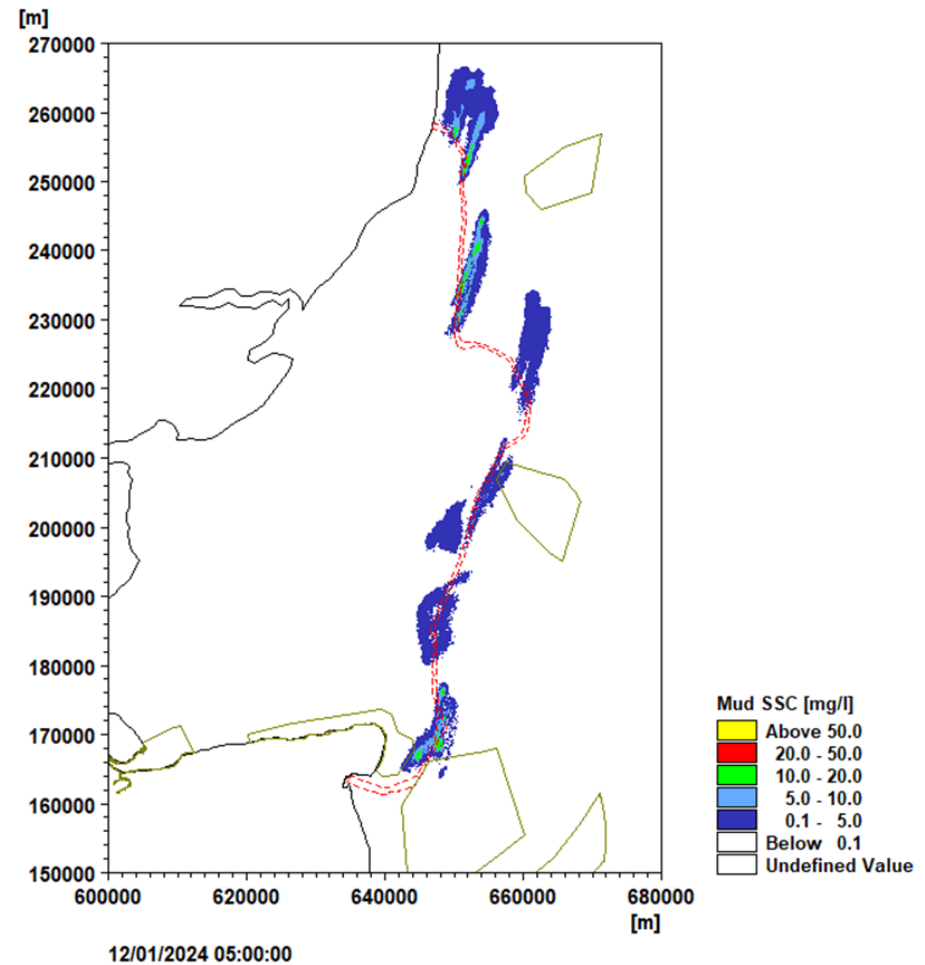 [m]
270000
260000
250000
240000
230000
220000
210000
200000
190000
180000
170000
160000
150000
600000 620000 640000 660000 680000
[m]
Mud SSC [mg/l]
Above 50.0
20.0 - 50.0
10.0 - 20.0
5.0 - 10.0
0.1 - 5.0
Below 0.1
Undefined Value
12/01/2024 05:00:00